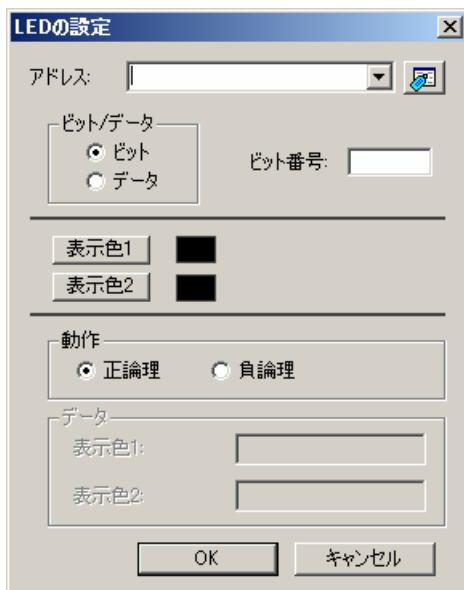 LEDの設定
アドレス:
ビット/データ
ビット
データ
ビット番号:
表示色1
表示色2
動作
正論理
負論理
データ
表示色1:
表示色2:
OK
キャンセル